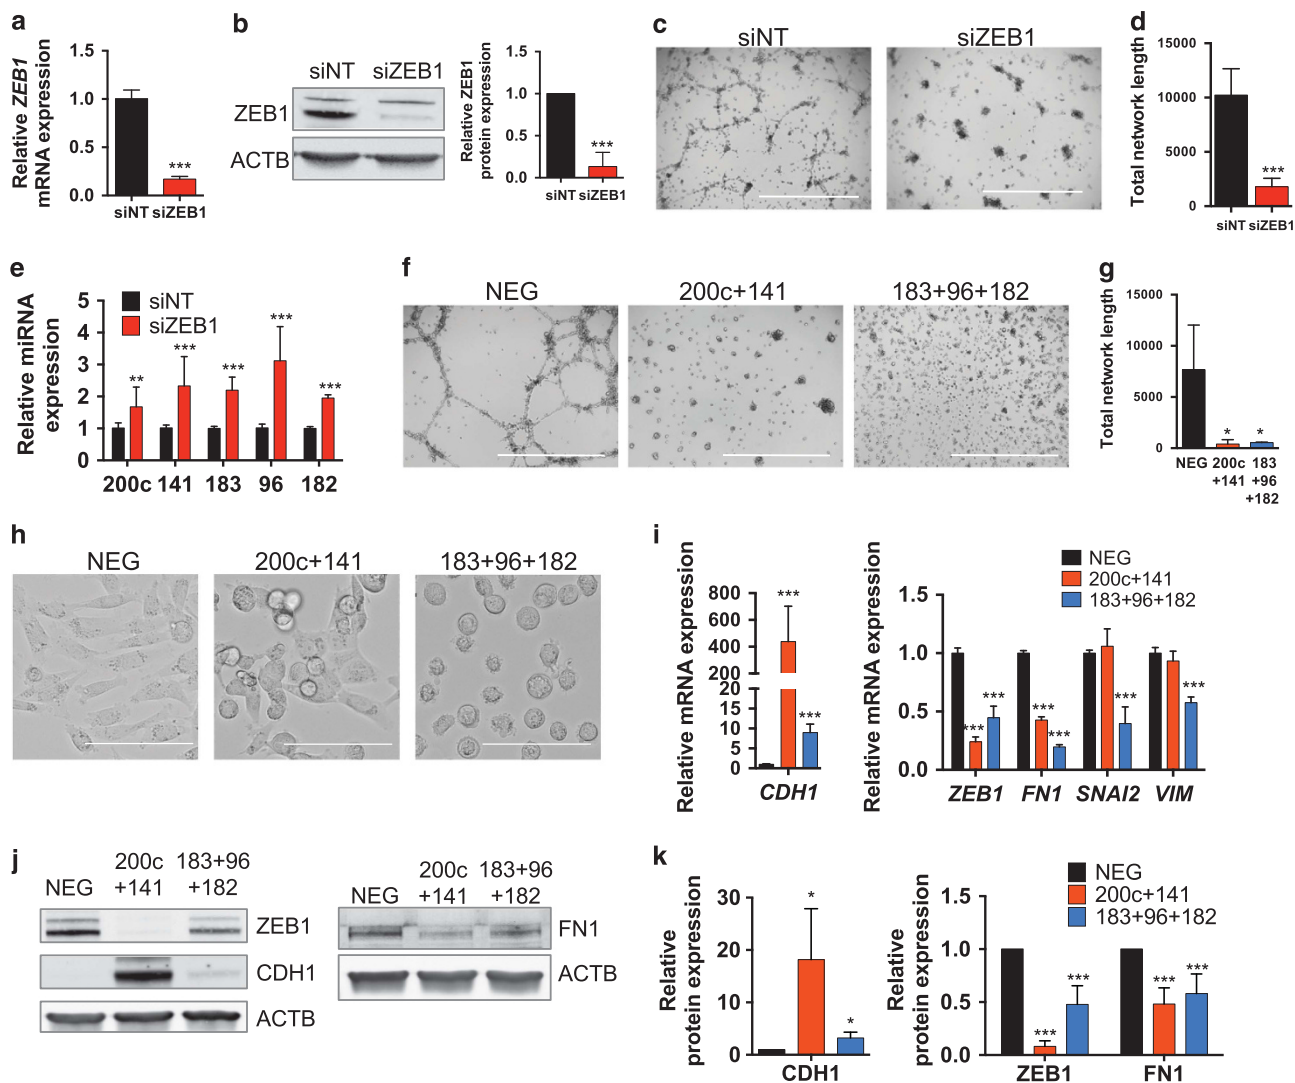 a
Relative ZEB1
mRNA expression
1.5
1.0
0.5
0.0
***
siNT siZEB1
b
siNT siZEB1
ZEB1
ACTB
Relative ZEB1
protein expression
1.5
1.0
0.5
0.0
***
siNT siZEB1
c
siNT
siZEB1
d
Total network length
15000
10000
5000
0
***
siNT siZEB1
e
Relative miRNA
expression
5
4
3
2
1
0
siNT
siZEB1
**
***
***
***
***
200c 141 183 96 182
f
NEG
200c+141
183+96+182
g
Total network length
15000
10000
5000
0
*
*
NEG 200c 183
+141 +96
+182
h
NEG
200c+141
183+96+182
i
Relative mRNA expression
800
600
400
200
20
15
10
5
0
***
***
CDH1
Relative mRNA expression
1.5
1.0
0.5
0.0
NEG
200c+141
183+96+182
***
***
***
***
***
***
ZEB1 FN1 SNAI2 VIM
j
NEG
200c
+141
183+96
+182
ZEB1
CDH1
ACTB
NEG
200c
+141
183+96
+182
FN1
ACTB
k
Relative
protein expression
30
20
10
0
*
*
CDH1
Relative
protein expression
1.5
1.0
0.5
0.0
NEG
200c+141
183+96+182
***
***
***
***
ZEB1 FN1